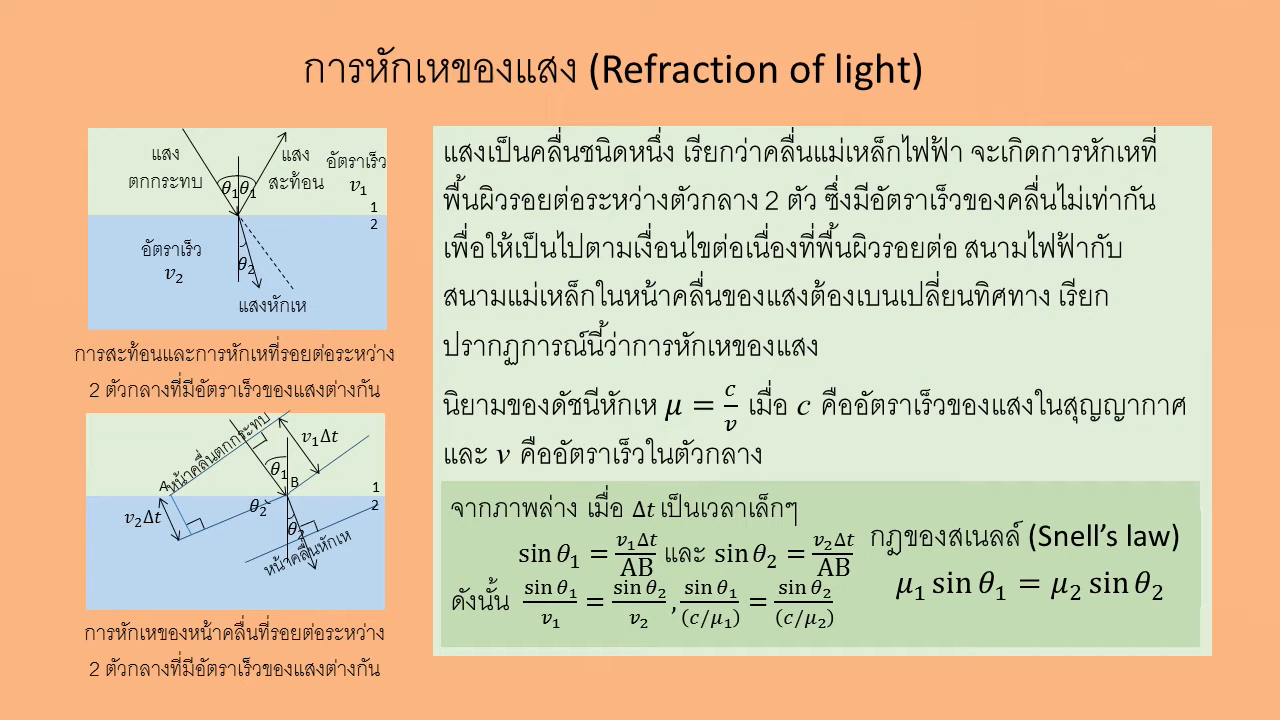 การหักเหของแสง (Refraction of light)
แสง
ตกกระทบ
แสง
สะท้อน
อัตราเร็ว
v₁
θ₁ θ₁
1
2
อัตราเร็ว
v₂
θ₂
แสงหักเห
การสะท้อนและการหักเหที่รอยต่อระหว่าง
2 ตัวกลางที่มีอัตราเร็วของแสงต่างกัน
หน้าคลื่นตกกระทบ
v₁Δt
θ₁
A
B
1
2
v₂Δt
θ₂
θ₂
หน้าคลื่นหักเห
การหักเหของหน้าคลื่นที่รอยต่อระหว่าง
2 ตัวกลางที่มีอัตราเร็วของแสงต่างกัน
แสงเป็นคลื่นชนิดหนึ่ง เรียกว่าคลื่นแม่เหล็กไฟฟ้า จะเกิดการหักเหที่
พื้นผิวรอยต่อระหว่างตัวกลาง 2 ตัว ซึ่งมีอัตราเร็วของคลื่นไม่เท่ากัน
เพื่อให้เป็นไปตามเงื่อนไขต่อเนื่องที่พื้นผิวรอยต่อ สนามไฟฟ้ากับ
สนามแม่เหล็กในหน้าคลื่นของแสงต้องเบนเปลี่ยนทิศทาง เรียก
ปรากฏการณ์นี้ว่าการหักเหของแสง
นิยามของดัชนีหักเห μ = c/v เมื่อ c คืออัตราเร็วของแสงในสุญญากาศ
และ v คืออัตราเร็วในตัวกลาง
จากภาพล่าง เมื่อ Δt เป็นเวลาเล็กๆ
sin θ₁ = v₁Δt/AB และ sin θ₂ = v₂Δt/AB
ดังนั้น sin θ₁/v₁ = sin θ₂/v₂, sin θ₁/(c/μ₁) = sin θ₂/(c/μ₂)
กฎของสเนลล์ (Snell's law)
μ₁ sin θ₁ = μ₂ sin θ₂